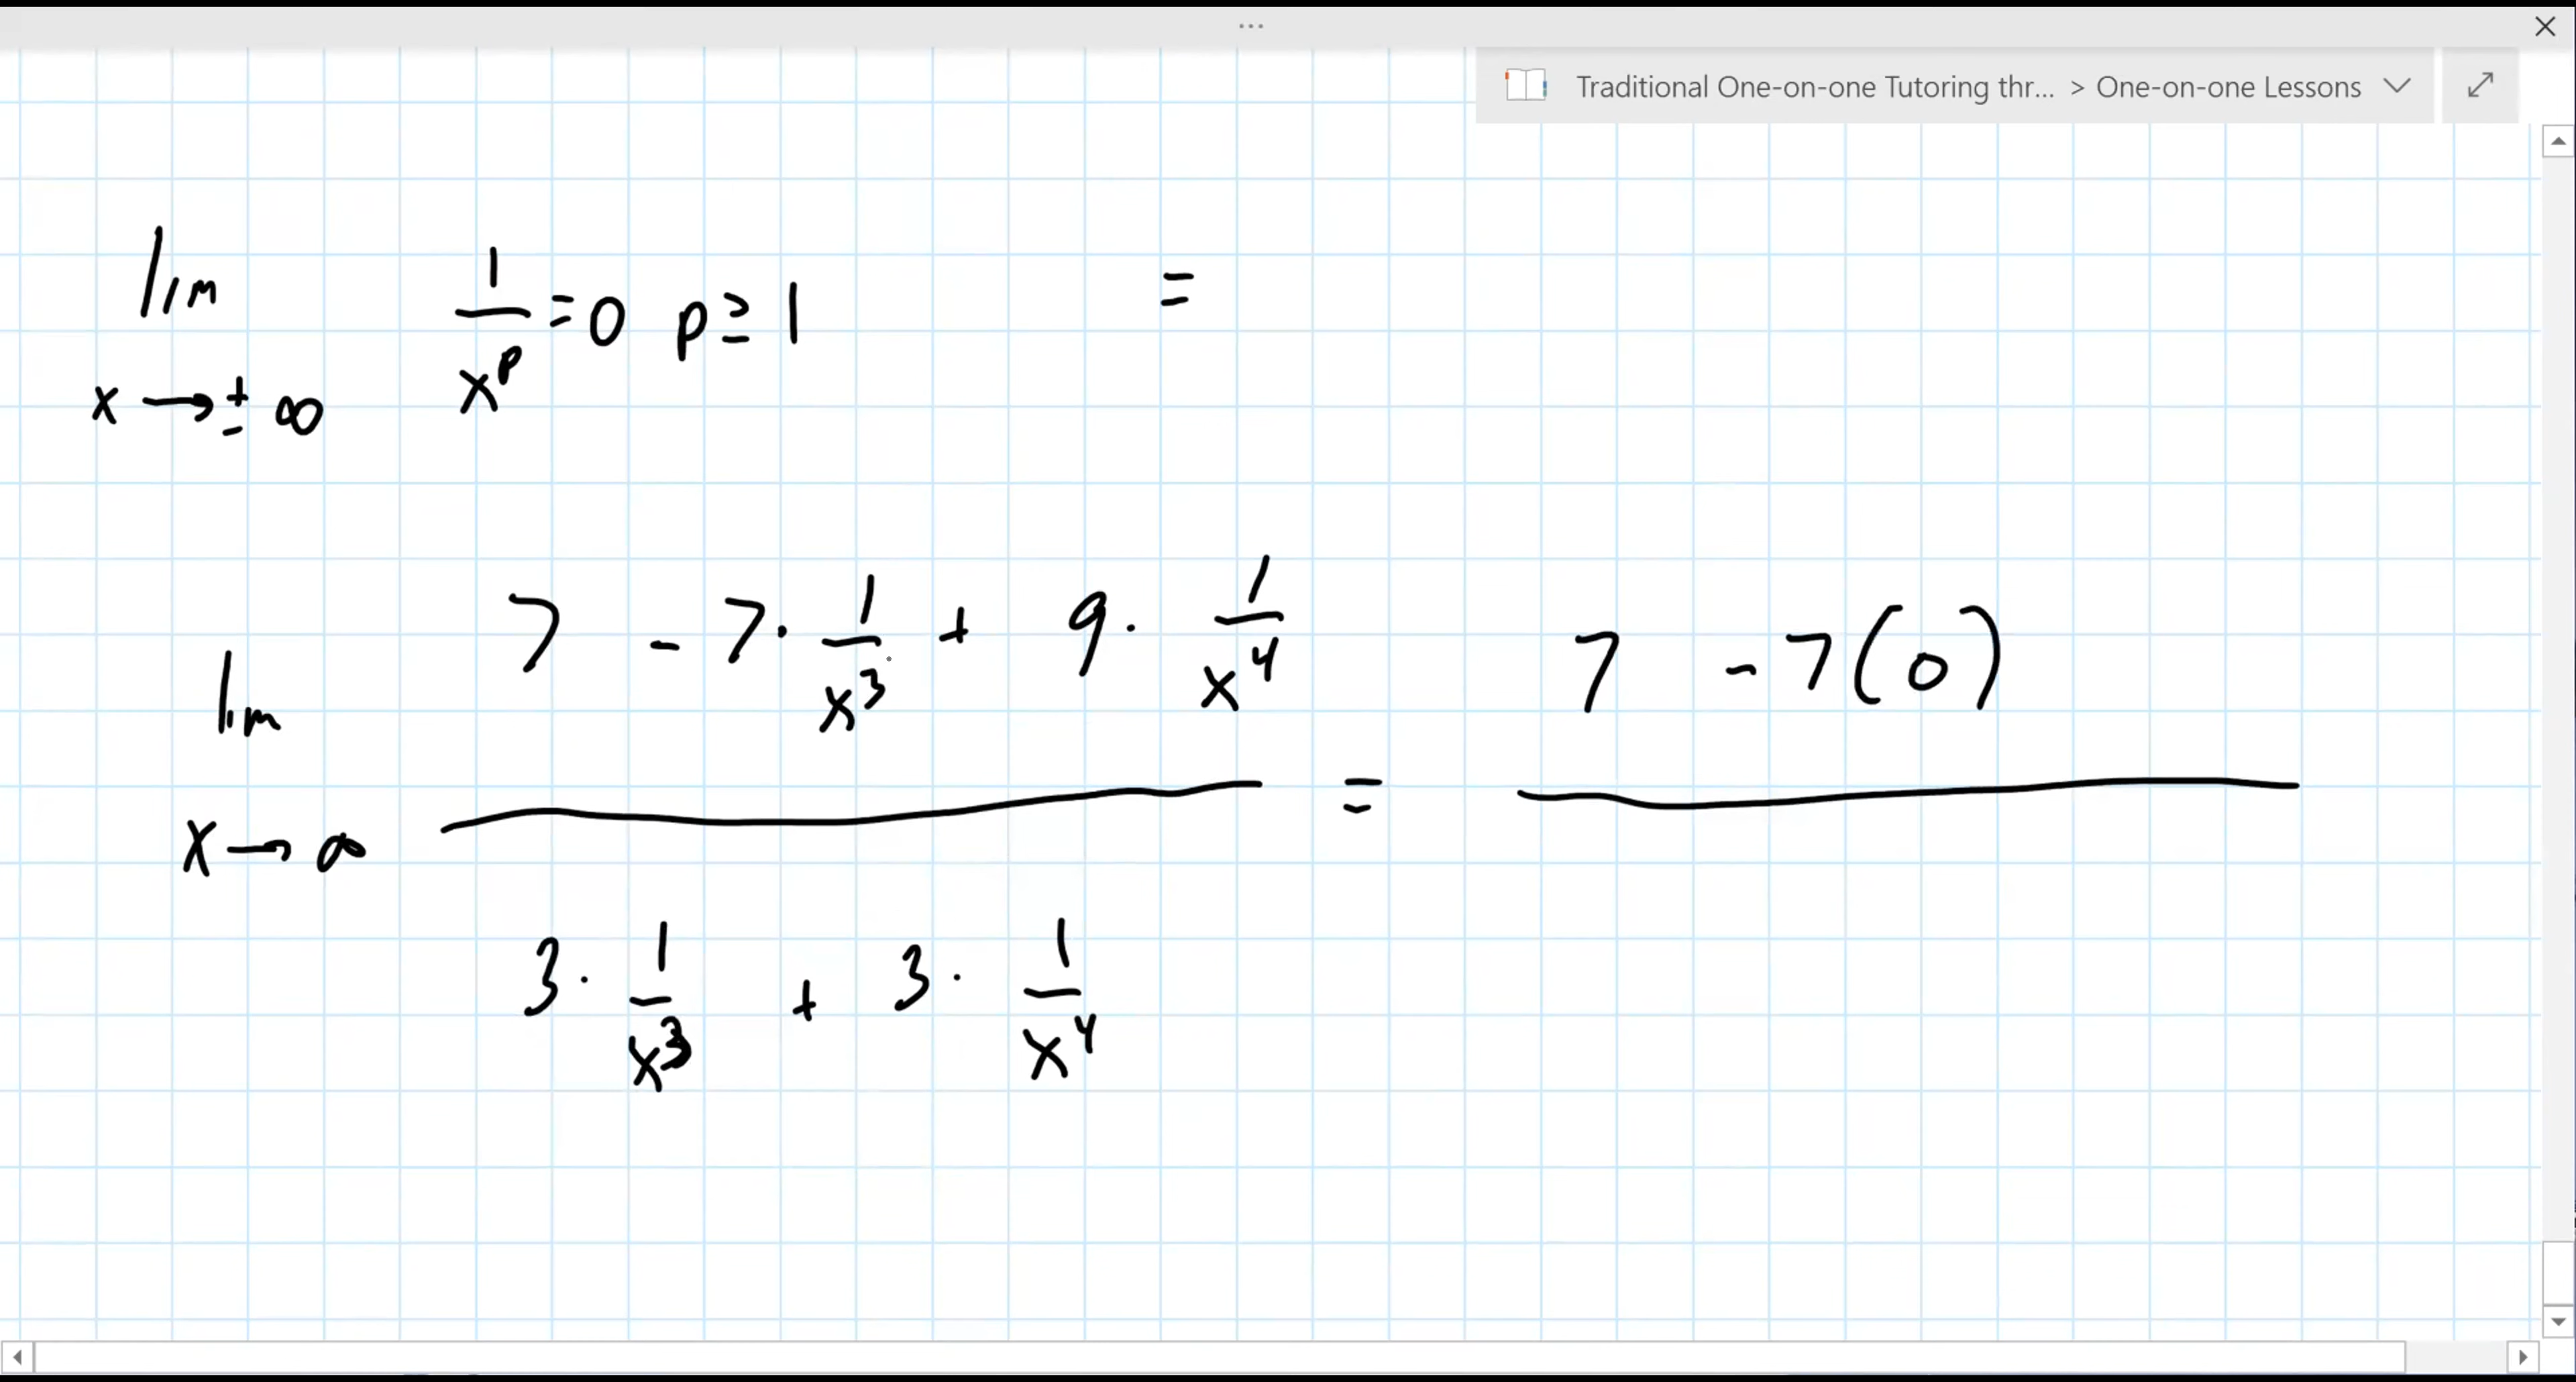 ...
Traditional One-on-one Tutoring thr... > One-on-one Lessons
lim x → ± ∞ 1/x^p = 0 p ≥ 1 =
lim x → ∞ (7 - 7 · 1/x^3 + 9 · 1/x^4) / (3 · 1/x^3 + 3 · 1/x^4) = 7 - 7(0)